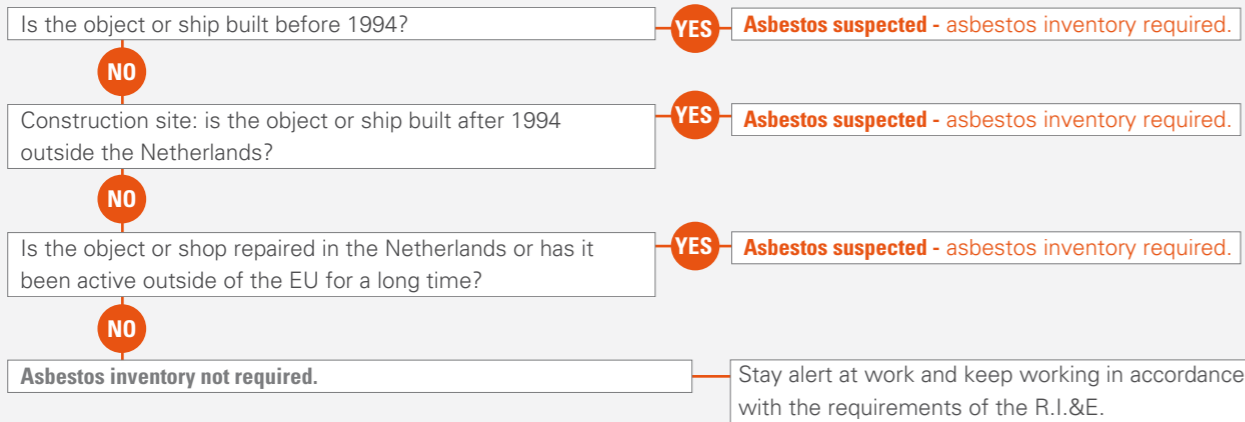 Is the object or ship built before 1994?
YES
Asbestos suspected - asbestos inventory required.
NO
Construction site: is the object or ship built after 1994
outside the Netherlands?
YES
Asbestos suspected - asbestos inventory required.
NO
Is the object or shop repaired in the Netherlands or has it
been active outside of the EU for a long time?
YES
Asbestos suspected - asbestos inventory required.
NO
Asbestos inventory not required.
Stay alert at work and keep working in accordance
with the requirements of the R.I.&E.